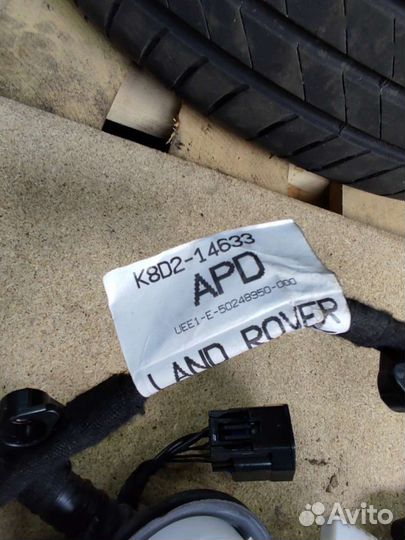 K8D2-14633
APD
UEE1-E-50248950-000
LAND ROVER
Avito